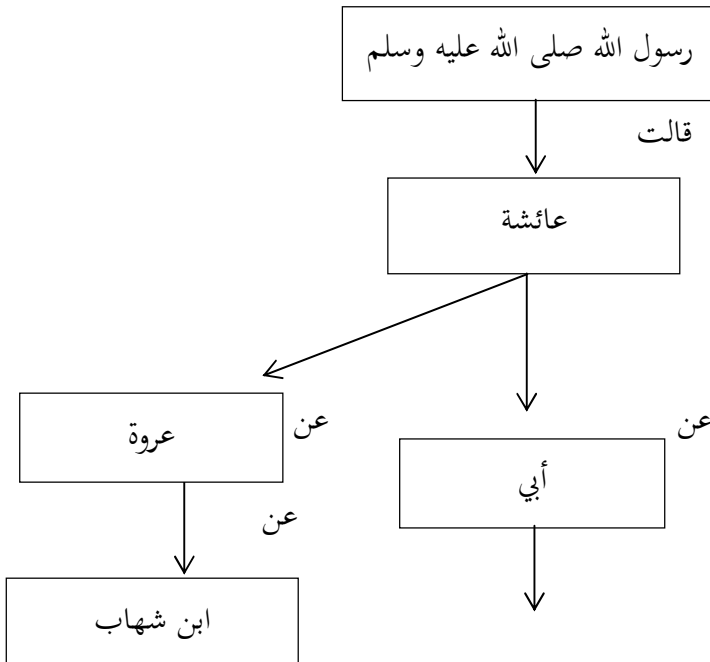 رسول الله صلى الله عليه وسلم
قالت
عائشة
عن
عن
عروة
أبي
عن
ابن شهاب